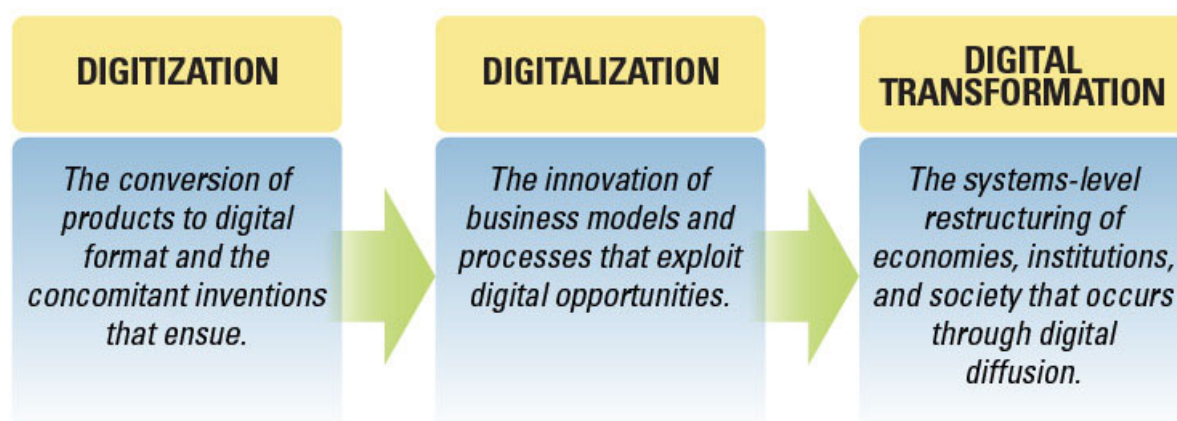 DIGITIZATION
The conversion of
products to digital
format and the
concomitant inventions
that ensue.
DIGITALIZATION
The innovation of
business models and
processes that exploit
digital opportunities.
DIGITAL
TRANSFORMATION
The systems-level
restructuring of
economies, institutions,
and society that occurs
through digital
diffusion.